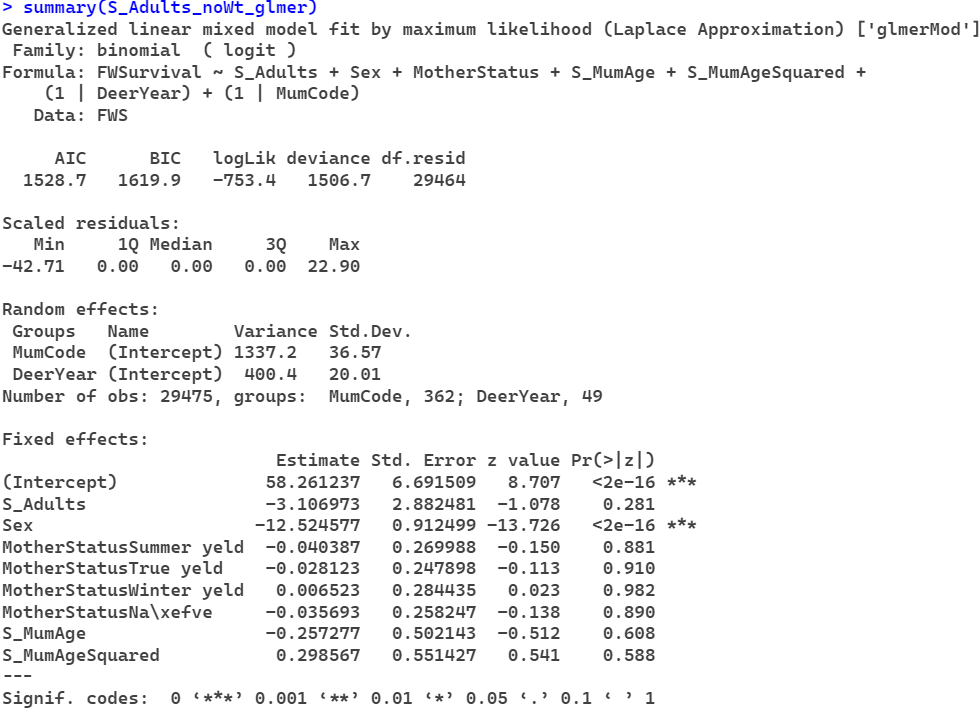 > summary(S_Adults_noWt_glmer)
Generalized linear mixed model fit by maximum likelihood (Laplace Approximation) ['glmerMod']
 Family: binomial  ( logit )
Formula: FWSurvival ~ S_Adults + Sex + MotherStatus + S_MumAge + S_MumAgeSquared +
    (1 | DeerYear) + (1 | MumCode)
   Data: FWS

     AIC      BIC   logLik deviance df.resid
  1528.7   1619.9   -753.4   1506.7    29464

Scaled residuals:
   Min     1Q Median     3Q    Max
-42.71   0.00   0.00   0.00  22.90

Random effects:
 Groups   Name        Variance Std.Dev.
 MumCode  (Intercept) 1337.2   36.57
 DeerYear (Intercept)  400.4   20.01
Number of obs: 29475, groups:  MumCode, 362; DeerYear, 49

Fixed effects:
                          Estimate Std. Error z value Pr(>|z|)
(Intercept)              58.261237   6.691509   8.707   <2e-16 ***
S_Adults                 -3.106973   2.882481  -1.078    0.281
Sex                     -12.524577   0.912499 -13.726   <2e-16 ***
MotherStatusSummer yeld  -0.040387   0.269988  -0.150    0.881
MotherStatusTrue yeld    -0.028123   0.247898  -0.113    0.910
MotherStatusWinter yeld   0.006523   0.284435   0.023    0.982
MotherStatusNa\xefve     -0.035693   0.258247  -0.138    0.890
S_MumAge                 -0.257277   0.502143  -0.512    0.608
S_MumAgeSquared           0.298567   0.551427   0.541    0.588
---
Signif. codes:  0 ‘***’ 0.001 ‘**’ 0.01 ‘*’ 0.05 ‘.’ 0.1 ‘ ’ 1